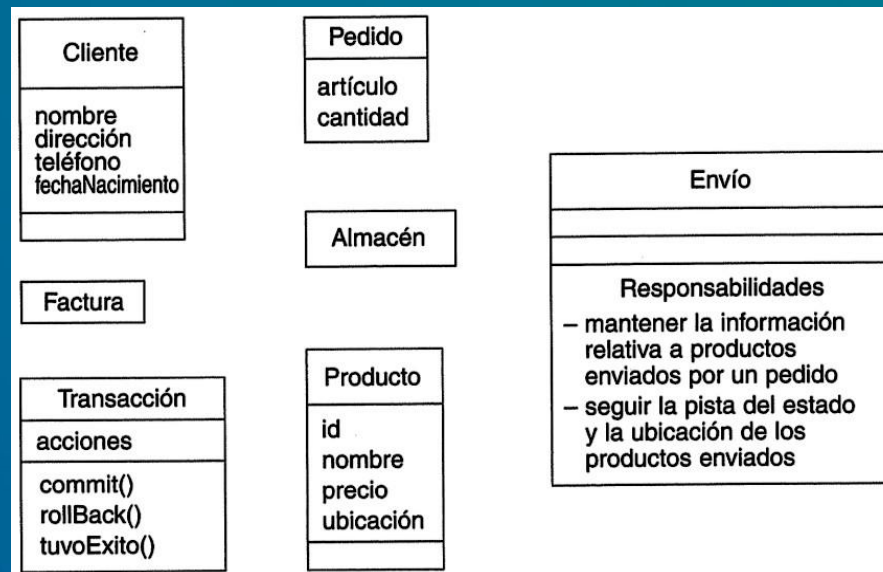 Cliente
nombre
dirección
teléfono
fechaNacimiento
Factura
Transacción
acciones
commit()
rollBack()
tuvoExito()
Pedido
artículo
cantidad
Almacén
Producto
id
nombre
precio
ubicación
Envío
Responsabilidades
– mantener la información
relativa a productos
enviados por un pedido
– seguir la pista del estado
y la ubicación de los
productos enviados